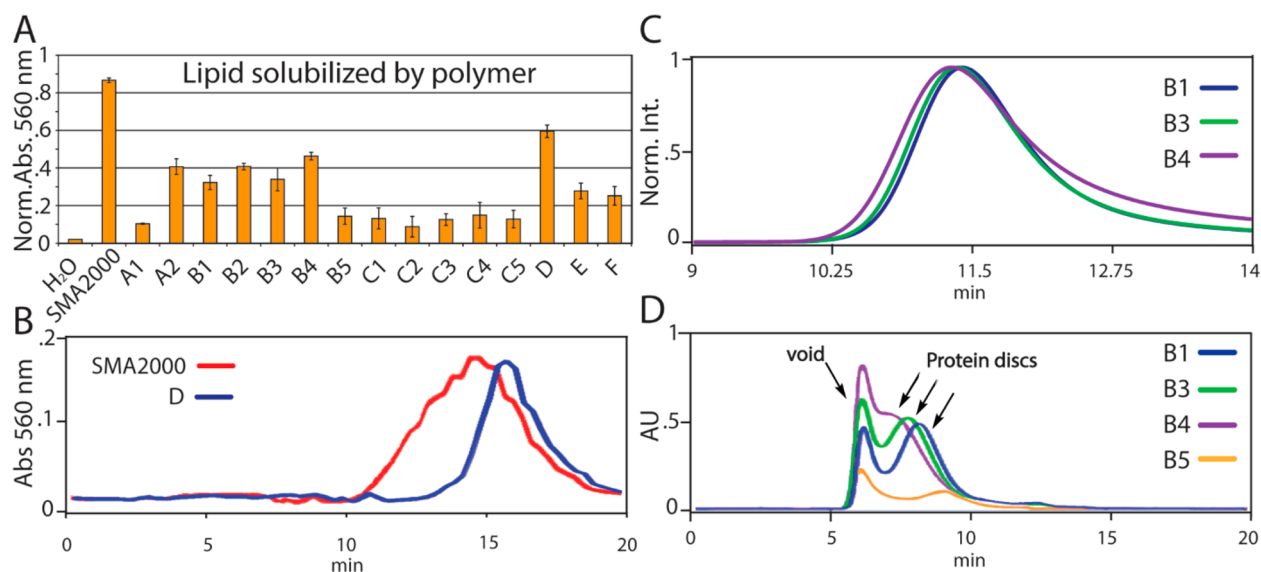 A
Norm.Abs. 560 nm
Lipid solubilized by polymer
1
.8
.6
.4
.2
0
H₂O SMA2000 A1 A2 B1 B2 B3 B4 B5 C1 C2 C3 C4 C5 D E F
B
Abs 560 nm
.2
.1
0
SMA2000
D
0 5 10 15 20
min
C
Norm. Int.
1
.5
0
B1
B3
B4
9 10.25 11.5 12.75 14
min
D
AU
1
.5
0
void
Protein discs
B1
B3
B4
B5
0 5 10 15 20
min